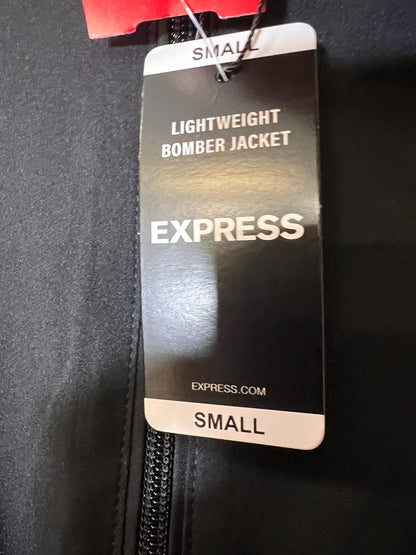 SMALL
LIGHTWEIGHT
BOMBER JACKET
EXPRESS
EXPRESS.COM
SMALL